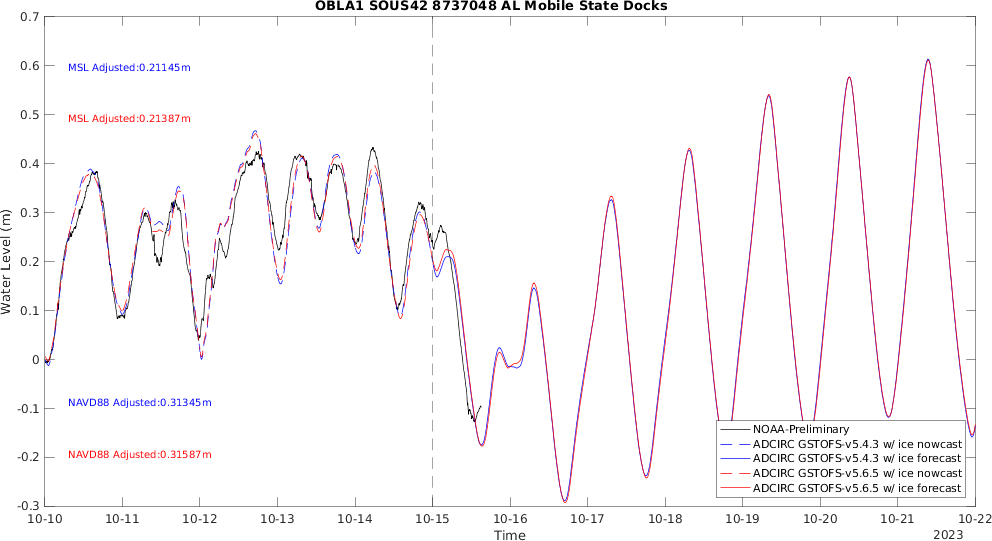 OBLA1 SOUS42 8737048 AL Mobile State Docks
0.7
0.6
0.5
0.4
0.3
0.2
0.1
0
-0.1
-0.2
-0.3
Water Level (m)
MSL Adjusted:0.21145m
MSL Adjusted:0.21387m
NAVD88 Adjusted:0.31345m
NAVD88 Adjusted:0.31587m
NOAA-Preliminary
ADCIRC GSTOFS-v5.4.3 w/ ice nowcast
ADCIRC GSTOFS-v5.4.3 w/ ice forecast
ADCIRC GSTOFS-v5.6.5 w/ ice nowcast
ADCIRC GSTOFS-v5.6.5 w/ ice forecast
10-10 10-11 10-12 10-13 10-14 10-15 10-16 10-17 10-18 10-19 10-20 10-21 10-22
Time
2023